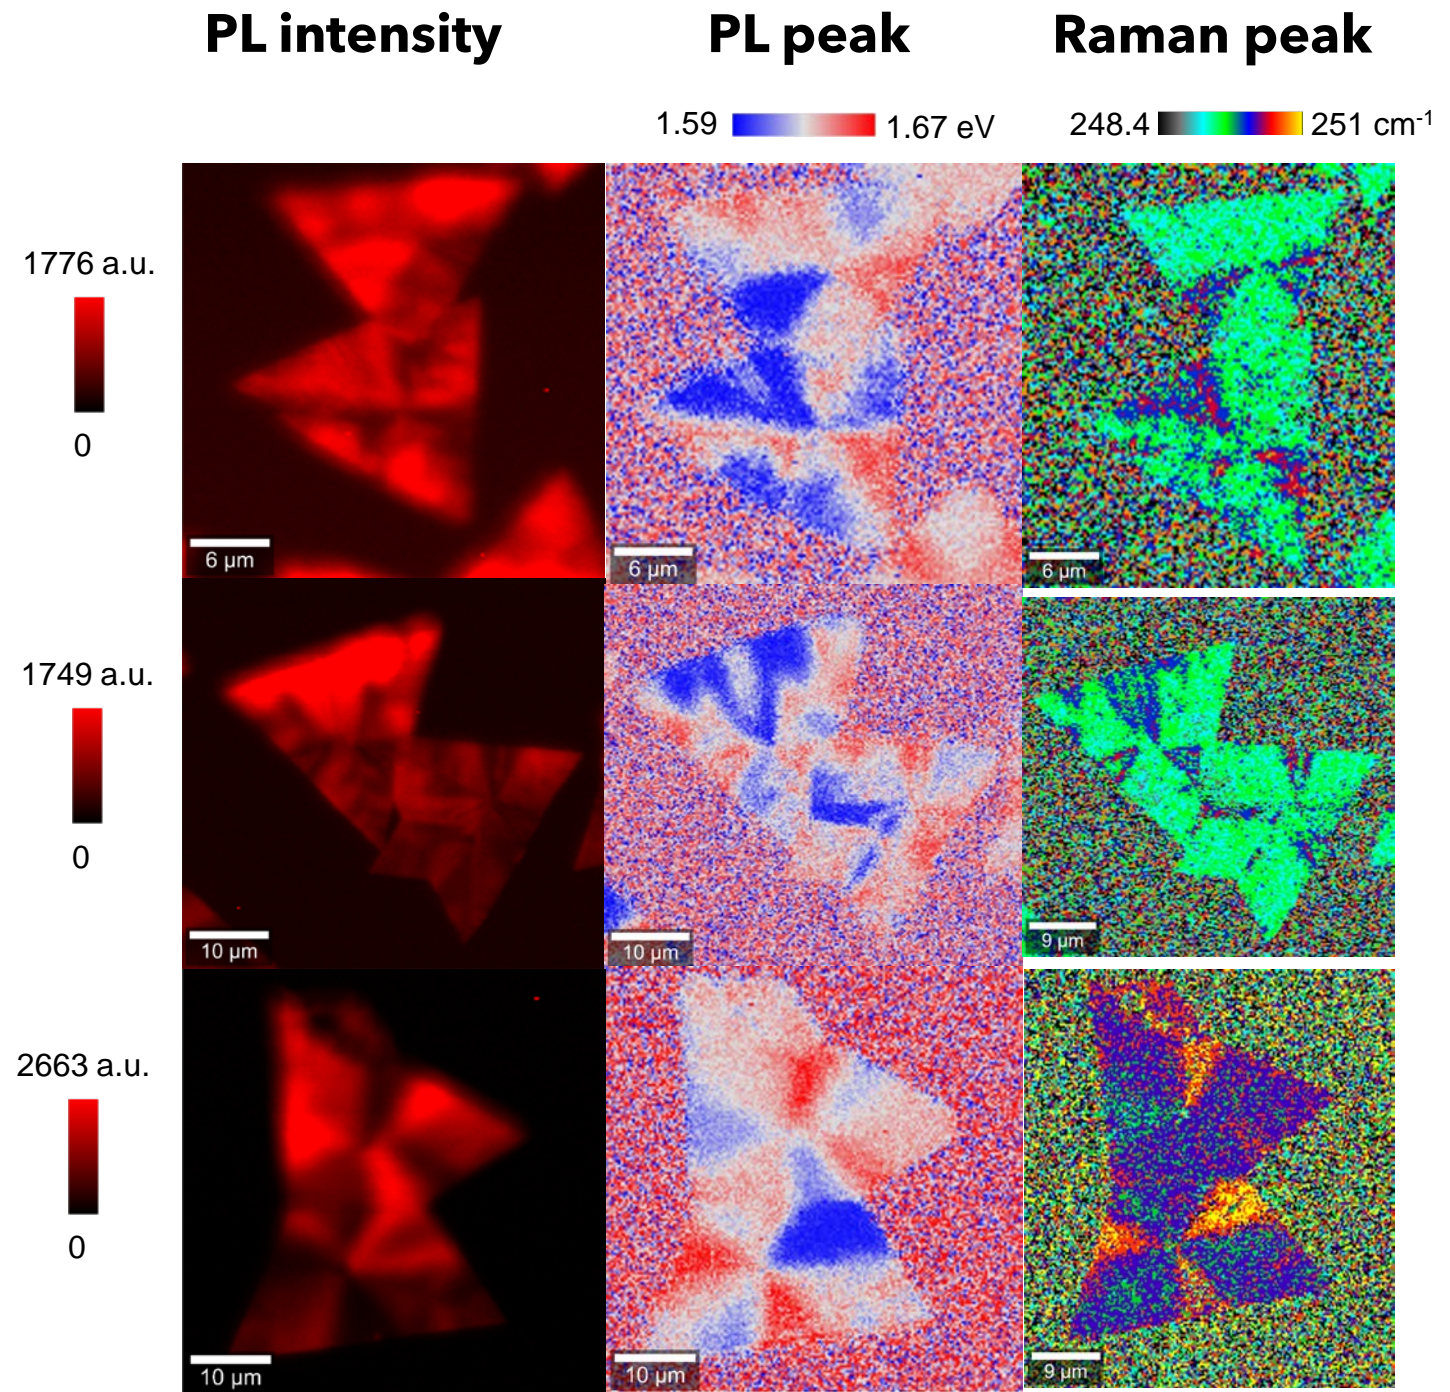 PL intensity PL peak Raman peak
1.59 1.67 eV 248.4 251 cm-1
1776 a.u.
0
6 µm 6 µm 6 µm
1749 a.u.
0
10 µm 10 µm 9 µm
2663 a.u.
0
10 µm 10 µm 9 µm